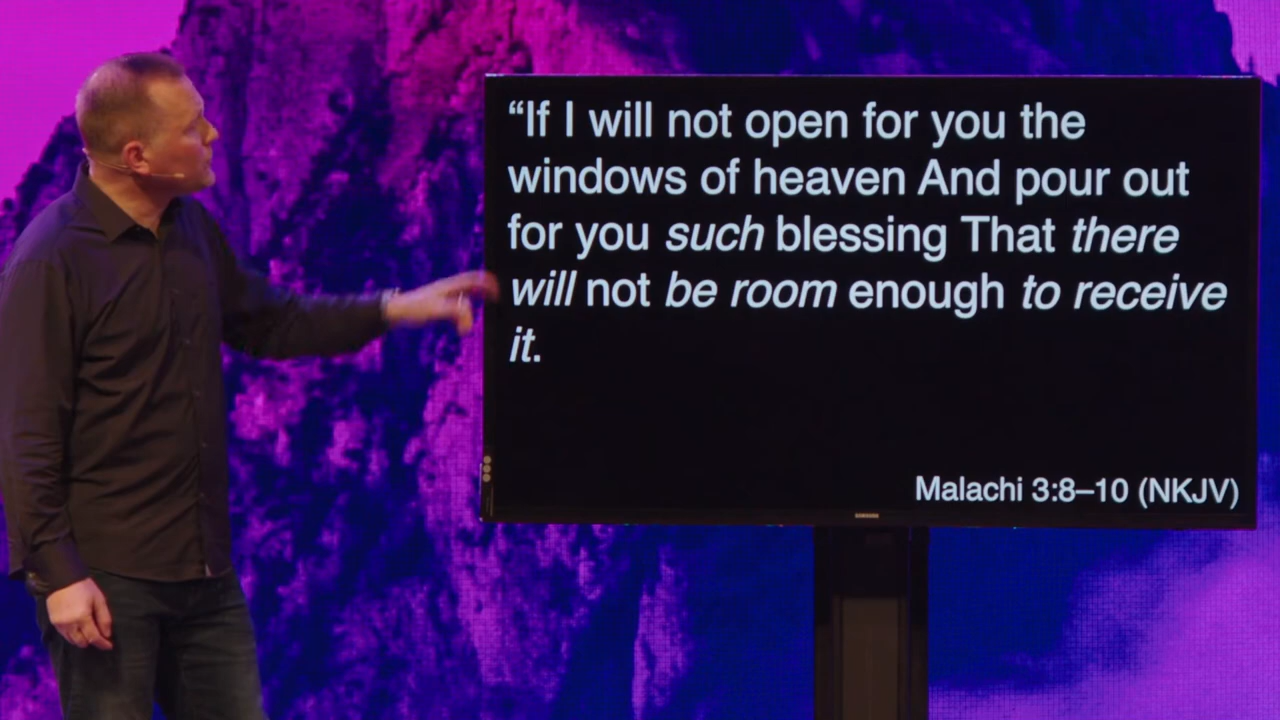 “If I will not open for you the
windows of heaven And pour out
for you such blessing That there
will not be room enough to receive
it.
Malachi 3:8–10 (NKJV)
SAMSUNG